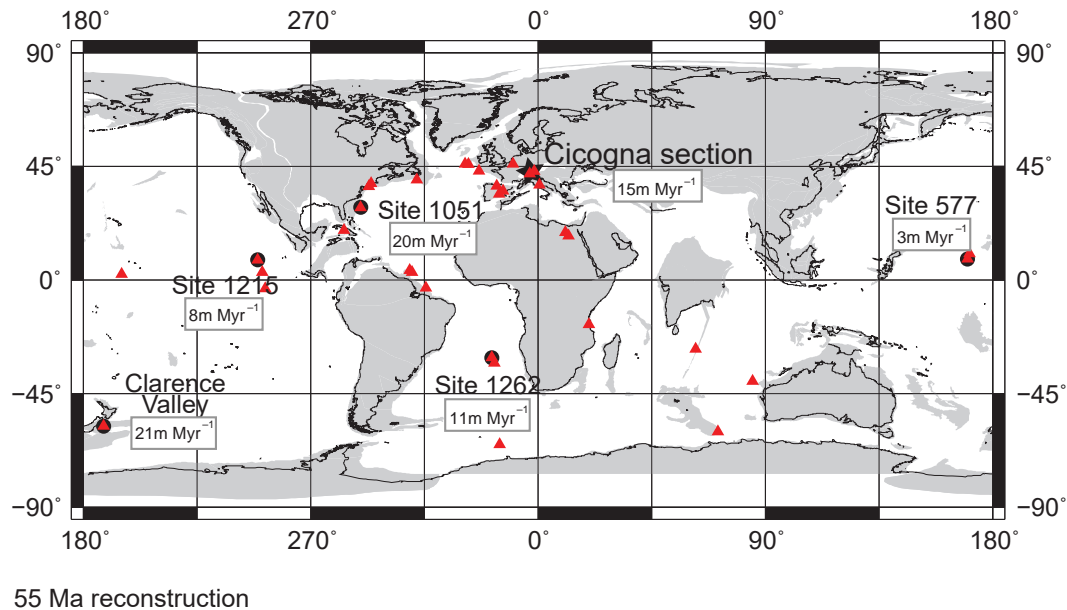 180˚ 270˚ 0˚ 90˚ 180˚
90˚ 90˚
45˚ 45˚
Cicogna section
15m Myr⁻¹
Site 1051
20m Myr⁻¹
Site 577
3m Myr⁻¹
0˚ 0˚
Site 1215
8m Myr⁻¹
Clarence
Valley
21m Myr⁻¹
Site 1262
11m Myr⁻¹
−45˚ −45˚
−90˚ −90˚
180˚ 270˚ 0˚ 90˚ 180˚
55 Ma reconstruction